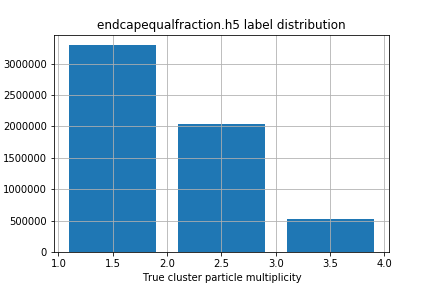 endcapequalfraction.h5 label distribution
3000000
2500000
2000000
1500000
1000000
500000
0
1.0 1.5 2.0 2.5 3.0 3.5 4.0
True cluster particle multiplicity